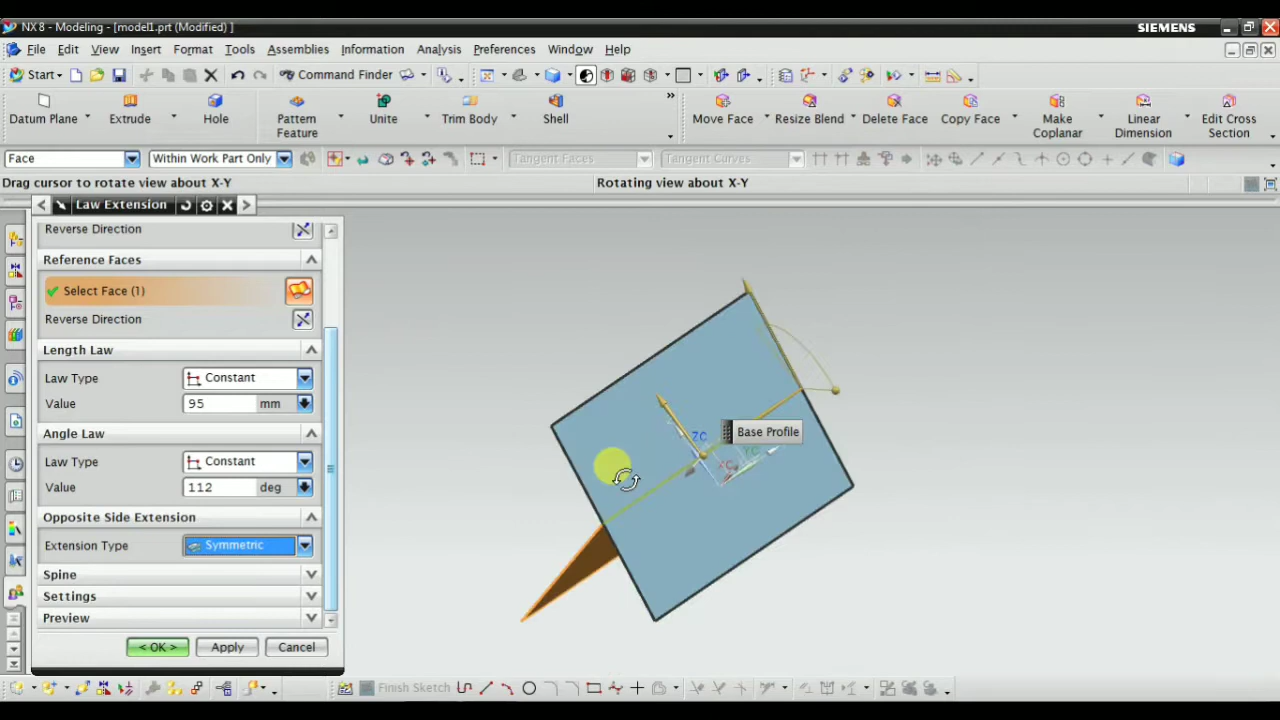 NX 8 - Modeling - [model1.prt (Modified) ]
SIEMENS
File Edit View Insert Format Tools Assemblies Information Analysis Preferences Window Help
Start Command Finder
Datum Plane Extrude Hole Pattern Feature Unite Trim Body Shell » Move Face Resize Blend Delete Face Copy Face Make Coplanar Linear Dimension Edit Cross Section
Face Within Work Part Only Tangent Faces Tangent Curves
Drag cursor to rotate view about X-Y Rotating view about X-Y
Law Extension
Reverse Direction
Reference Faces
Select Face (1)
Reverse Direction
Length Law
Law Type Constant
Value 95 mm
Angle Law
Law Type Constant
Value 112 deg
Opposite Side Extension
Extension Type Symmetric
Spine
Settings
Preview
< OK > Apply Cancel
Base Profile
ZC
YC
XC
Finish Sketch